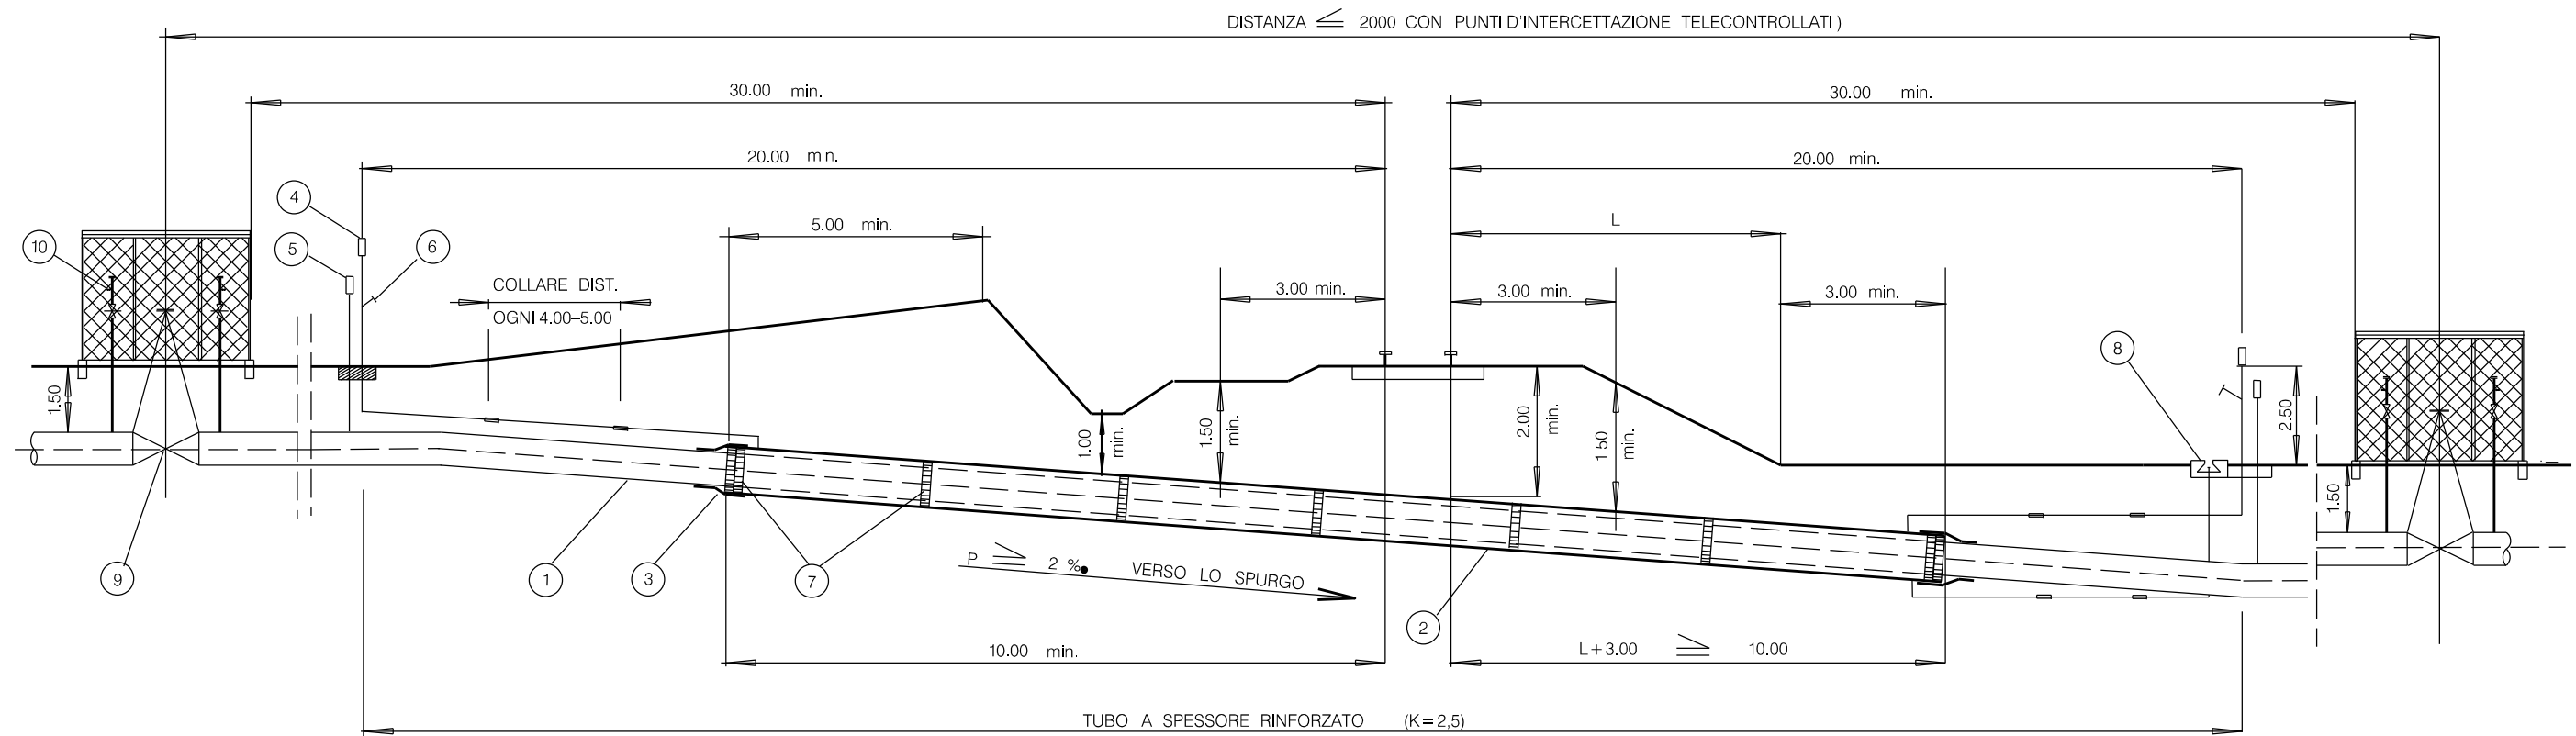 DISTANZA ≦ 2000 CON PUNTI D'INTERCETTAZIONE TELECONTROLLATI )
30.00 min.
30.00 min.
20.00 min.
20.00 min.
4
5
6
10
5.00 min.
L
COLLARE DIST.
OGNI 4.00–5.00
3.00 min.
3.00 min.
3.00 min.
8
1.50
1.00 min.
1.50 min.
2.00 min.
1.50 min.
2.50
1.50
9
1
3
7
P ≧ 2 ‰ VERSO LO SPURGO
2
10.00 min.
L+3.00 ≧ 10.00
TUBO A SPESSORE RINFORZATO (K=2,5)